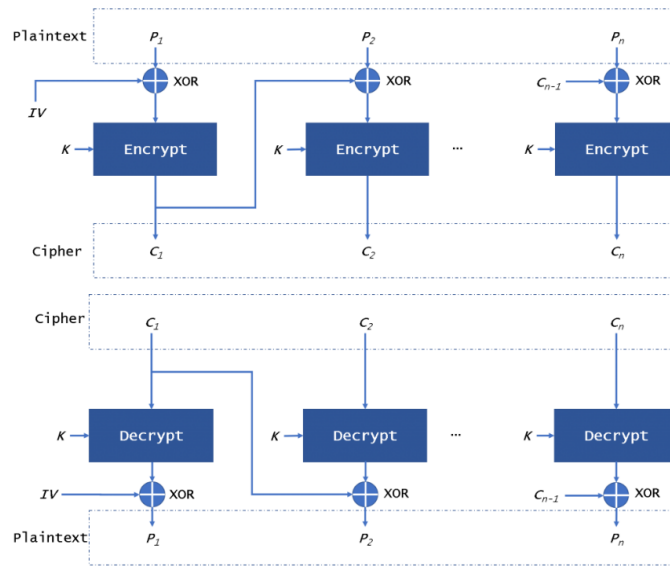 Plaintext P1 P2 Pn
XOR XOR Cn-1 XOR
IV
K Encrypt K Encrypt ... K Encrypt
Cipher C1 C2 Cn
Cipher C1 C2 Cn
K Decrypt K Decrypt ... K Decrypt
IV XOR XOR Cn-1 XOR
Plaintext P1 P2 Pn